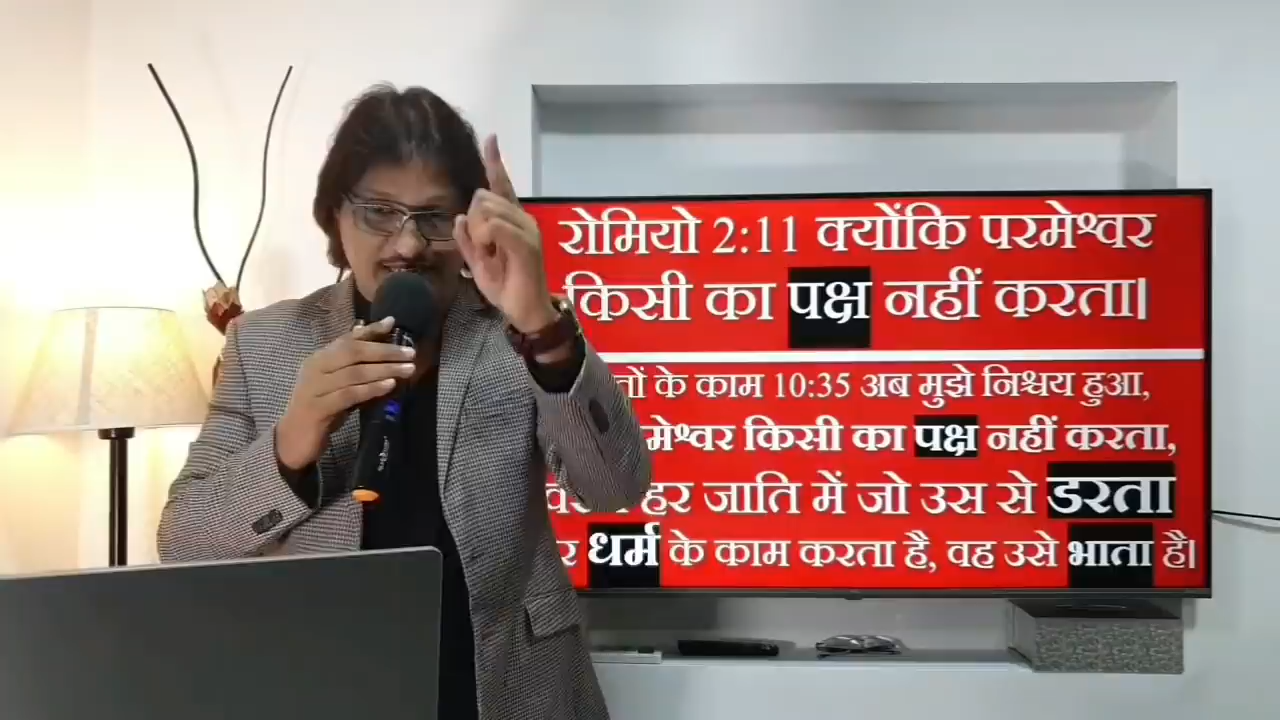 रोमियो 2:11 क्योंकि परमेश्वर
किसी का पक्ष नहीं करता।
के काम 10:35 अब मुझे निश्चय हुआ,
किसी का पक्ष नहीं करता,
हर जाति में जो उस से डरता
धर्म के काम करता है, वह उसे भाता है।